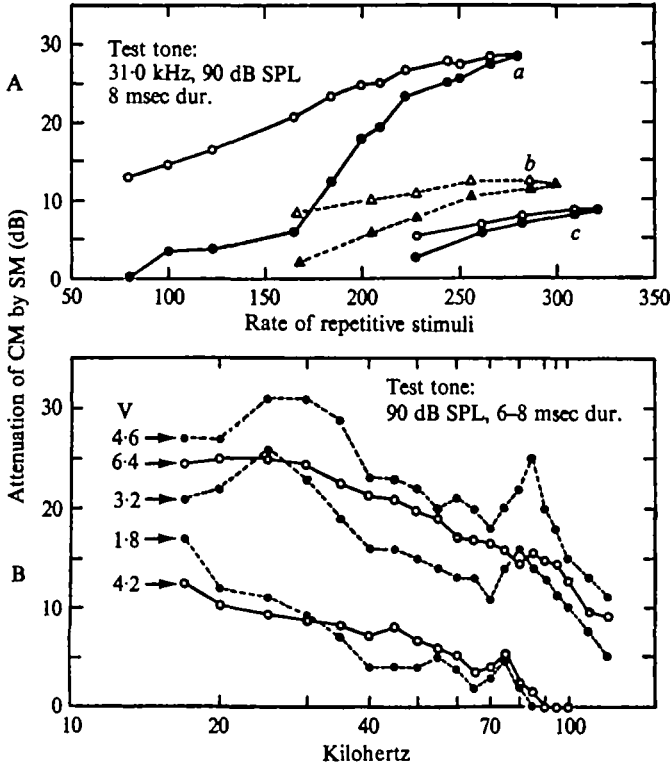 A
Test tone:
31·0 kHz, 90 dB SPL
8 msec dur.
30
20
10
0
a
b
c
50
100
150
200
250
300
350
Rate of repetitive stimuli
Attenuation of CM by SM (dB)
B
Test tone:
90 dB SPL, 6–8 msec dur.
30
20
10
0
V
4·6
6·4
3·2
1·8
4·2
10
20
40
70
100
Kilohertz